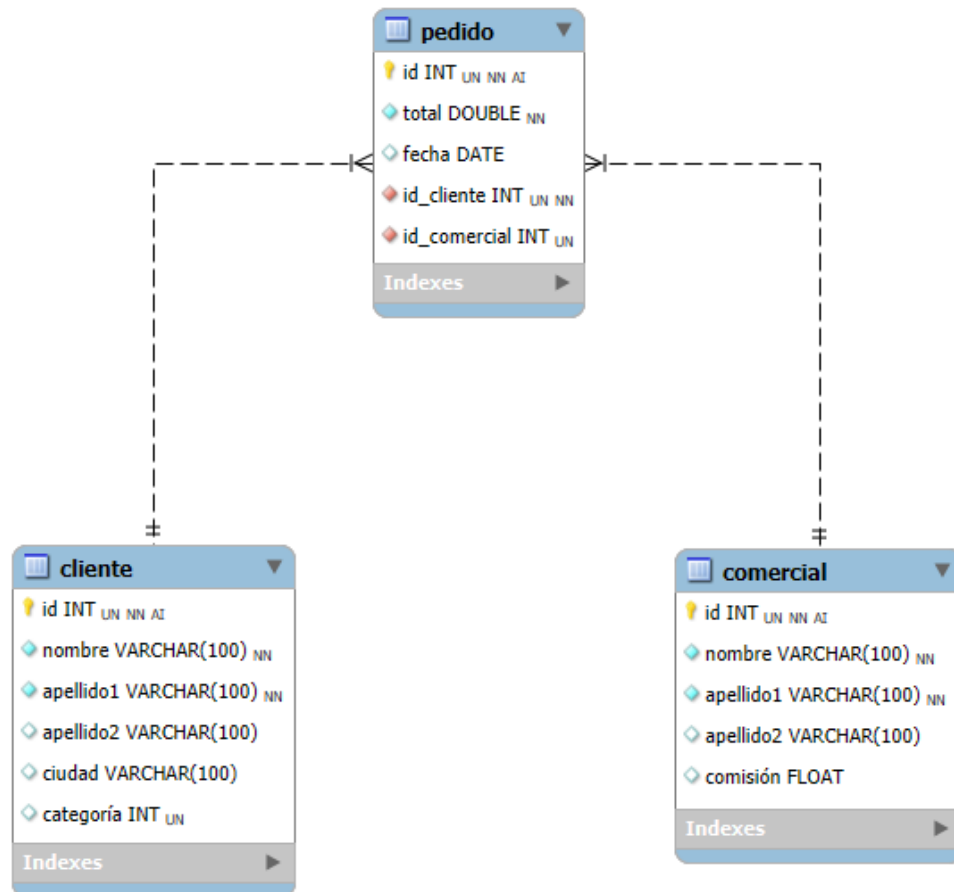 pedido
id INT UN NN AI
total DOUBLE NN
fecha DATE
id_cliente INT UN NN
id_comercial INT UN
Indexes
cliente
id INT UN NN AI
nombre VARCHAR(100) NN
apellido1 VARCHAR(100) NN
apellido2 VARCHAR(100)
ciudad VARCHAR(100)
categoría INT UN
Indexes
comercial
id INT UN NN AI
nombre VARCHAR(100) NN
apellido1 VARCHAR(100) NN
apellido2 VARCHAR(100)
comisión FLOAT
Indexes